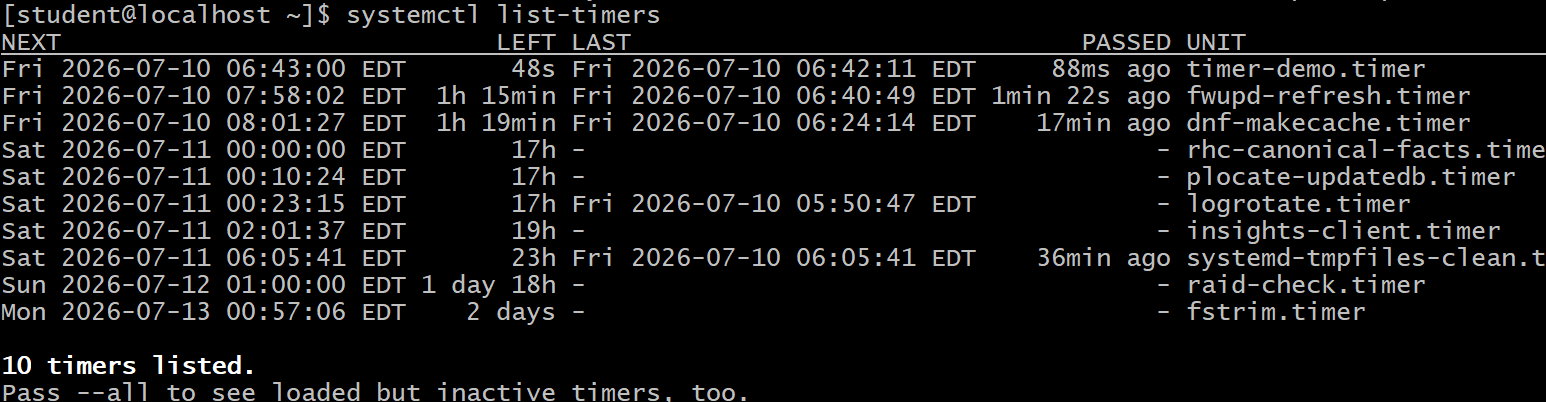 [student@localhost ~]$ systemctl list-timers
NEXT LEFT LAST PASSED UNIT
Fri 2026-07-10 06:43:00 EDT 48s Fri 2026-07-10 06:42:11 EDT 88ms ago timer-demo.timer
Fri 2026-07-10 07:58:02 EDT 1h 15min Fri 2026-07-10 06:40:49 EDT 1min 22s ago fwupd-refresh.timer
Fri 2026-07-10 08:01:27 EDT 1h 19min Fri 2026-07-10 06:24:14 EDT 17min ago dnf-makecache.timer
Sat 2026-07-11 00:00:00 EDT 17h - - rhc-canonical-facts.time
Sat 2026-07-11 00:10:24 EDT 17h - - plocate-updatedb.timer
Sat 2026-07-11 00:23:15 EDT 17h Fri 2026-07-10 05:50:47 EDT - logrotate.timer
Sat 2026-07-11 02:01:37 EDT 19h - - insights-client.timer
Sat 2026-07-11 06:05:41 EDT 23h Fri 2026-07-10 06:05:41 EDT 36min ago systemd-tmpfiles-clean.t
Sun 2026-07-12 01:00:00 EDT 1 day 18h - - raid-check.timer
Mon 2026-07-13 00:57:06 EDT 2 days - - fstrim.timer
10 timers listed.
Pass --all to see loaded but inactive timers, too.